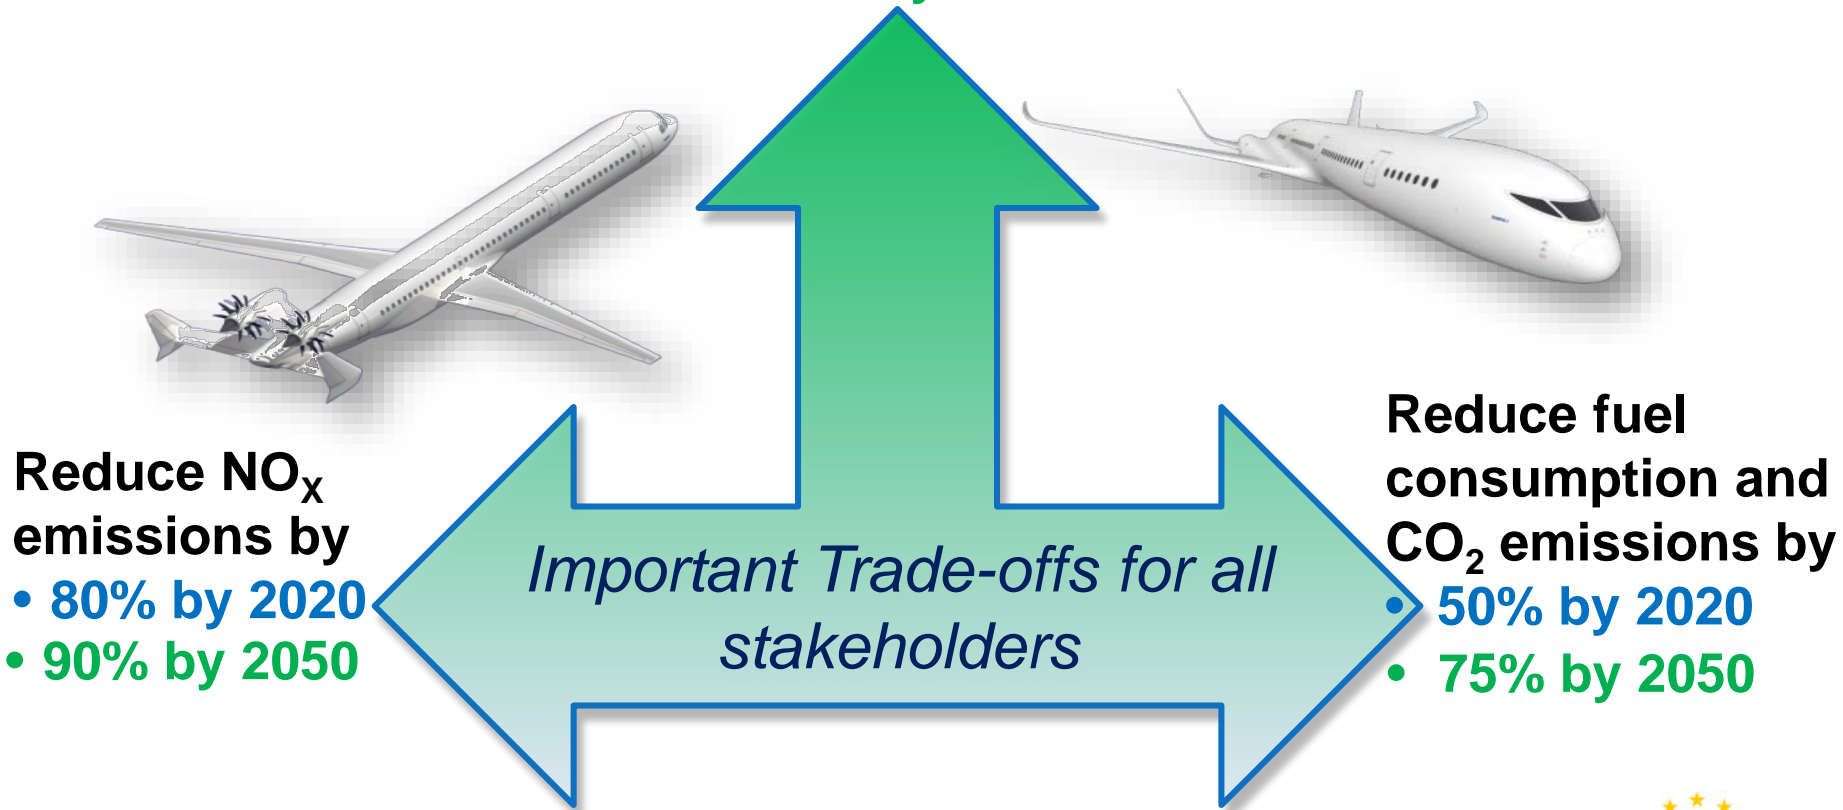 Reduce NOX
emissions by
• 80% by 2020
• 90% by 2050
Important Trade-offs for all
stakeholders
Reduce fuel
consumption and
CO2 emissions by
• 50% by 2020
• 75% by 2050